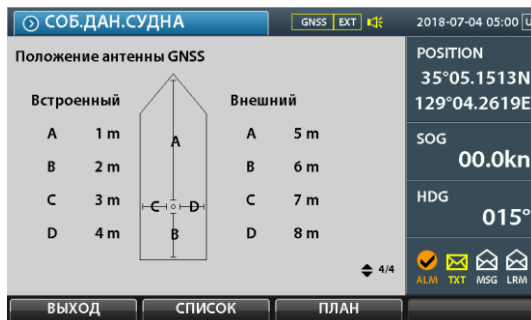 СОБ.ДАН.СУДНА
GNSS EXT
2018-07-04 05:00 U
Положение антенны GNSS
Встроенный
Внешний
A 1 m
A 5 m
B 2 m
B 6 m
C 3 m
C 7 m
D 4 m
D 8 m
A
C D
B
4/4
POSITION
35°05.1513N
129°04.2619E
SOG
00.0kn
HDG
015°
ALM TXT MSG LRM
ВЫХОД СПИСОК ПЛАН